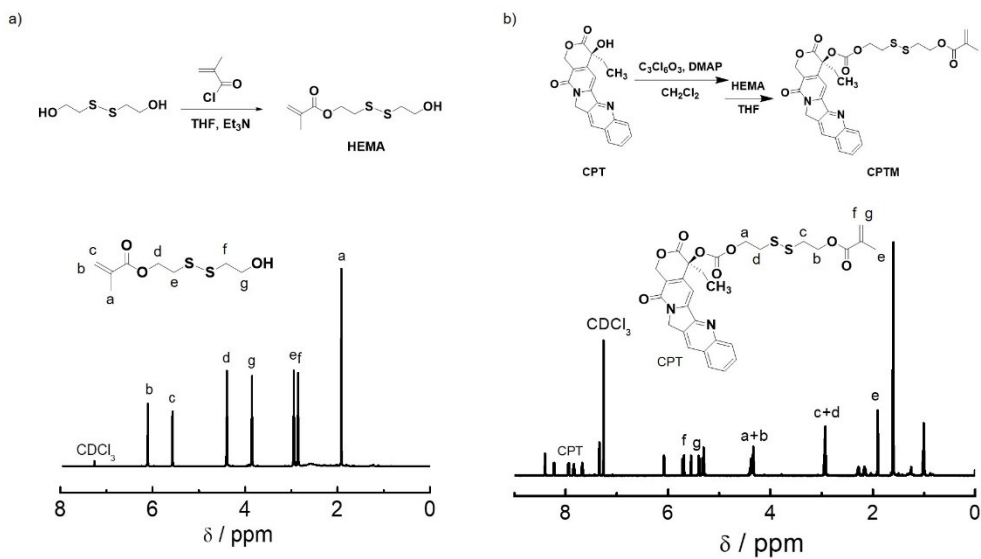 a)
Cl
O
HO
S
S
OH
THF, Et₃N
O
O
S
S
OH
HEMA
c
b
O
d
O
S
S
f
OH
a
e
g
a
b
c
d
g
e f
CDCl₃
8
6
4
2
0
δ / ppm
b)
O
O
OH
CH₃
O
N
N
CPT
C₃Cl₆O₃, DMAP
CH₂Cl₂
HEMA
THF
O
O
O
O
O
S
S
O
O
CH₃
O
N
N
CPTM
O
O
O
O
O
a
d
S
S
c
b
O
O
f
g
e
CH₃
O
N
N
CPT
CDCl₃
CPT
f
g
a+b
c+d
e
8
6
4
2
0
δ / ppm